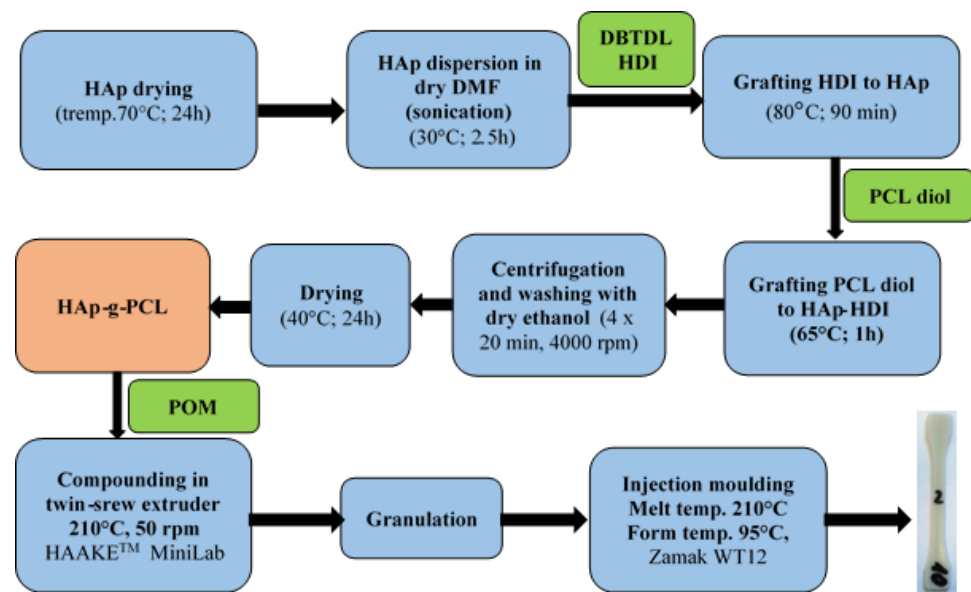 HAp drying
(tremp.70°C; 24h)
HAp dispersion in
dry DMF
(sonication)
(30°C; 2.5h)
DBTDL
HDI
Grafting HDI to HAp
(80°C; 90 min)
PCL diol
Grafting PCL diol
to HAp-HDI
(65°C; 1h)
Centrifugation
and washing with
dry ethanol (4 x
20 min, 4000 rpm)
Drying
(40°C; 24h)
HAp-g-PCL
POM
Compounding in
twin-srew extruder
210°C, 50 rpm
HAAKE™ MiniLab
Granulation
Injection moulding
Melt temp. 210°C
Form temp. 95°C,
Zamak WT12
2
10